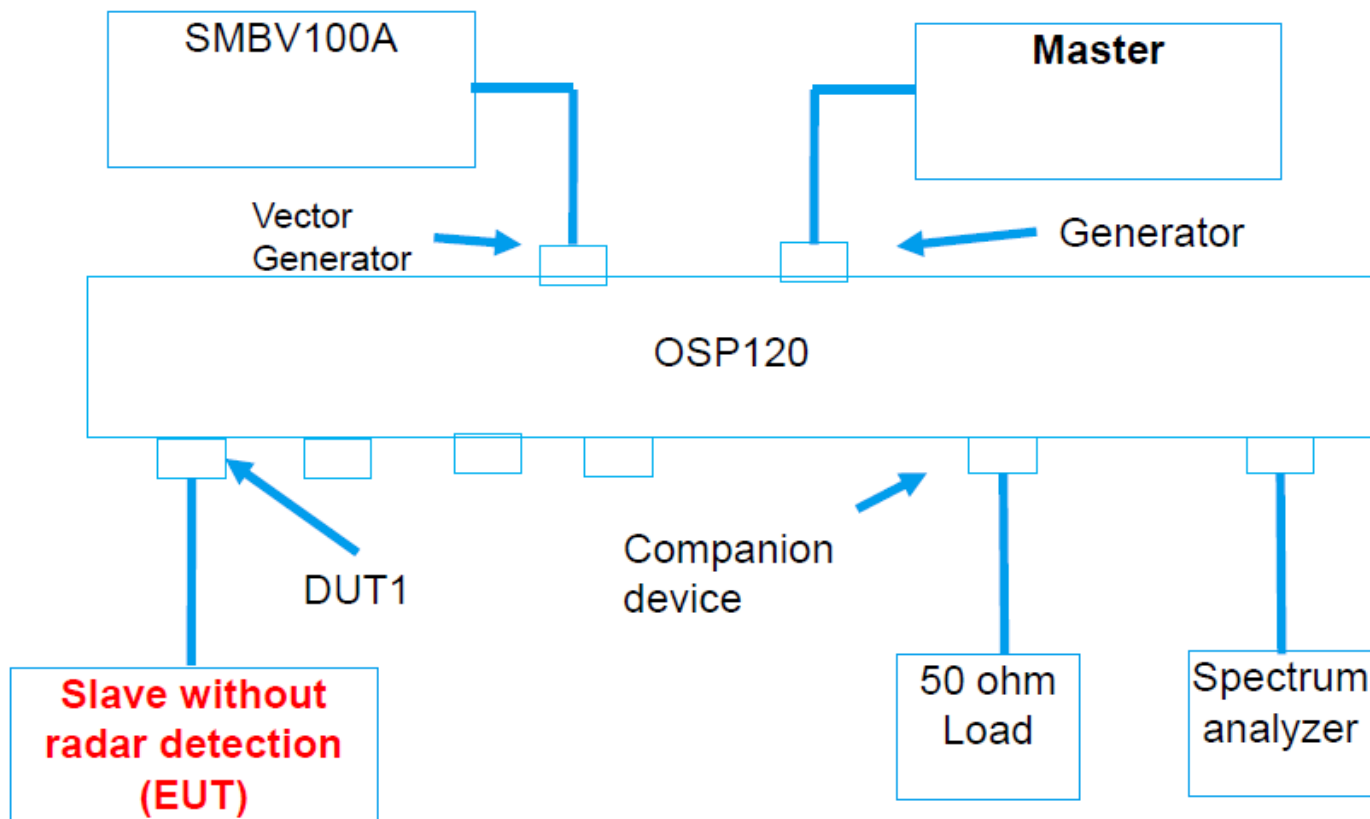 SMBV100A
Master
Vector
Generator
Generator
OSP120
DUT1
Companion
device
Slave without
radar detection
(EUT)
50 ohm
Load
Spectrum
analyzer